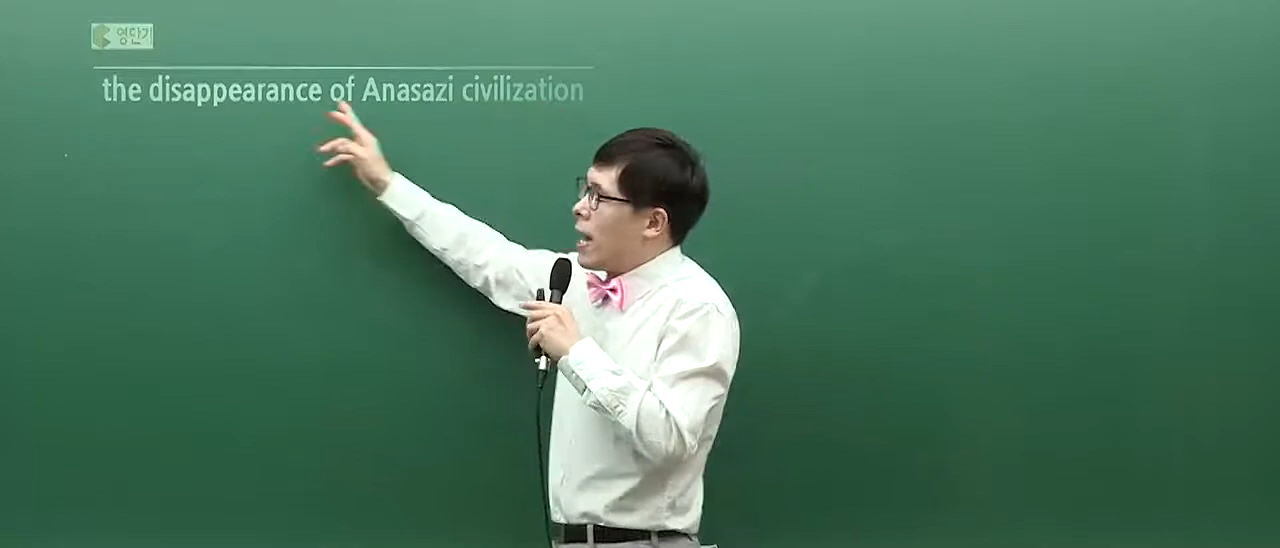 영단기
the disappearance of Anasazi civilization